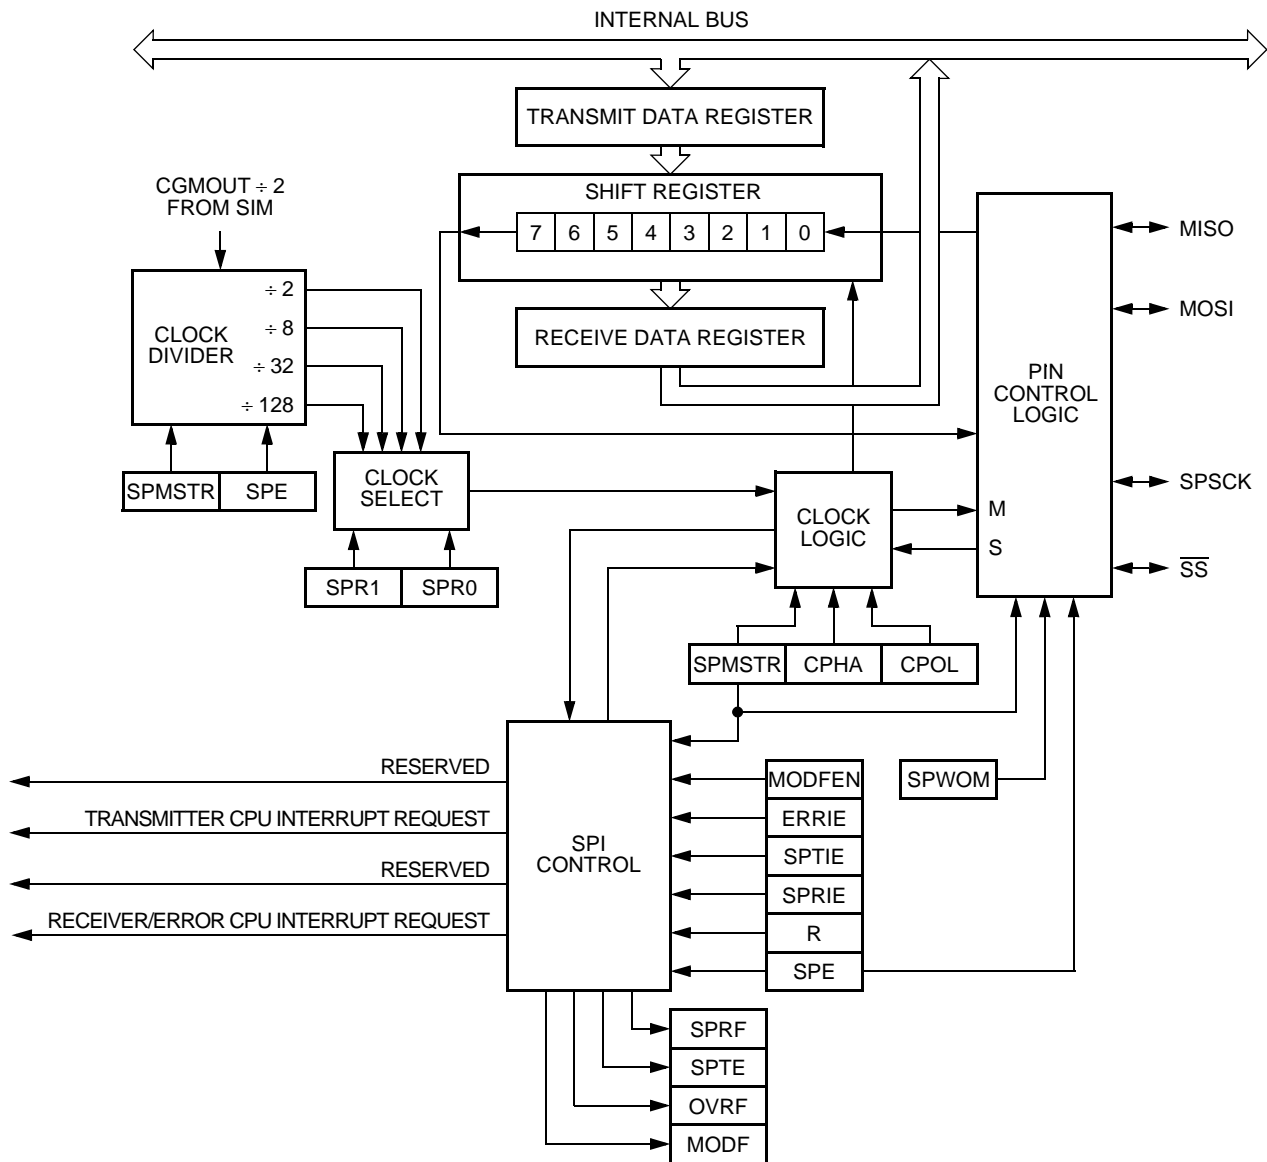 INTERNAL BUS
TRANSMIT DATA REGISTER
CGMOUT ÷ 2
FROM SIM
SHIFT REGISTER
7 6 5 4 3 2 1 0
MISO
MOSI
÷ 2
÷ 8
÷ 32
÷ 128
CLOCK
DIVIDER
RECEIVE DATA REGISTER
PIN
CONTROL
LOGIC
SPMSTR SPE
CLOCK
SELECT
SPR1 SPR0
CLOCK
LOGIC
M
S
SPSCK
S̅S̅
SPMSTR CPHA CPOL
RESERVED
TRANSMITTER CPU INTERRUPT REQUEST
RESERVED
RECEIVER/ERROR CPU INTERRUPT REQUEST
SPI
CONTROL
MODFEN
ERRIE
SPTIE
SPRIE
R
SPE
SPWOM
SPRF
SPTE
OVRF
MODF